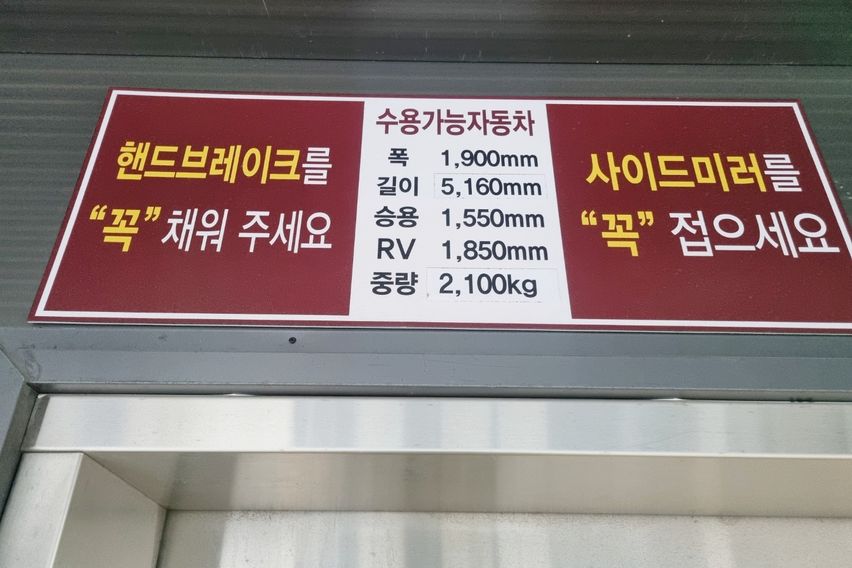 핸드브레이크를
“꼭” 채워 주세요
수용가능자동차
폭 1,900mm
길이 5,160mm
승용 1,550mm
RV 1,850mm
중량 2,100kg
사이드미러를
“꼭” 접으세요